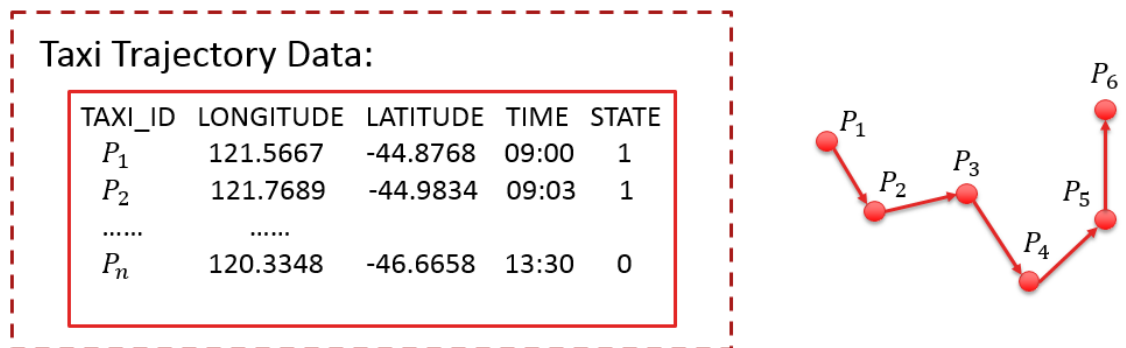 Taxi Trajectory Data:
TAXI_ID LONGITUDE LATITUDE TIME STATE
P₁ 121.5667 -44.8768 09:00 1
P₂ 121.7689 -44.9834 09:03 1
...... ......
Pₙ 120.3348 -46.6658 13:30 0
P₁
P₂
P₃
P₄
P₅
P₆